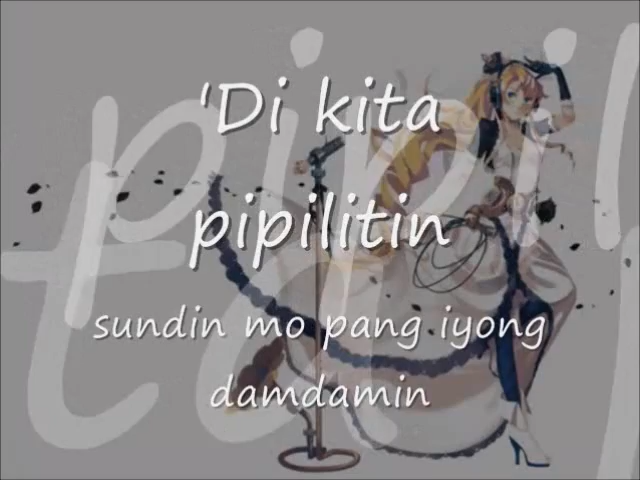 'Di kita
pipilitin
sundin mo pang iyong
damdamin